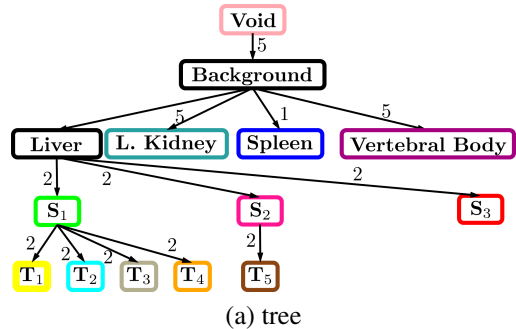 Void
5
Background
5
1
5
Liver
L. Kidney
Spleen
Vertebral Body
2
2
2
S1
S2
S3
2
2
2
2
2
T1
T2
T3
T4
T5
(a) tree